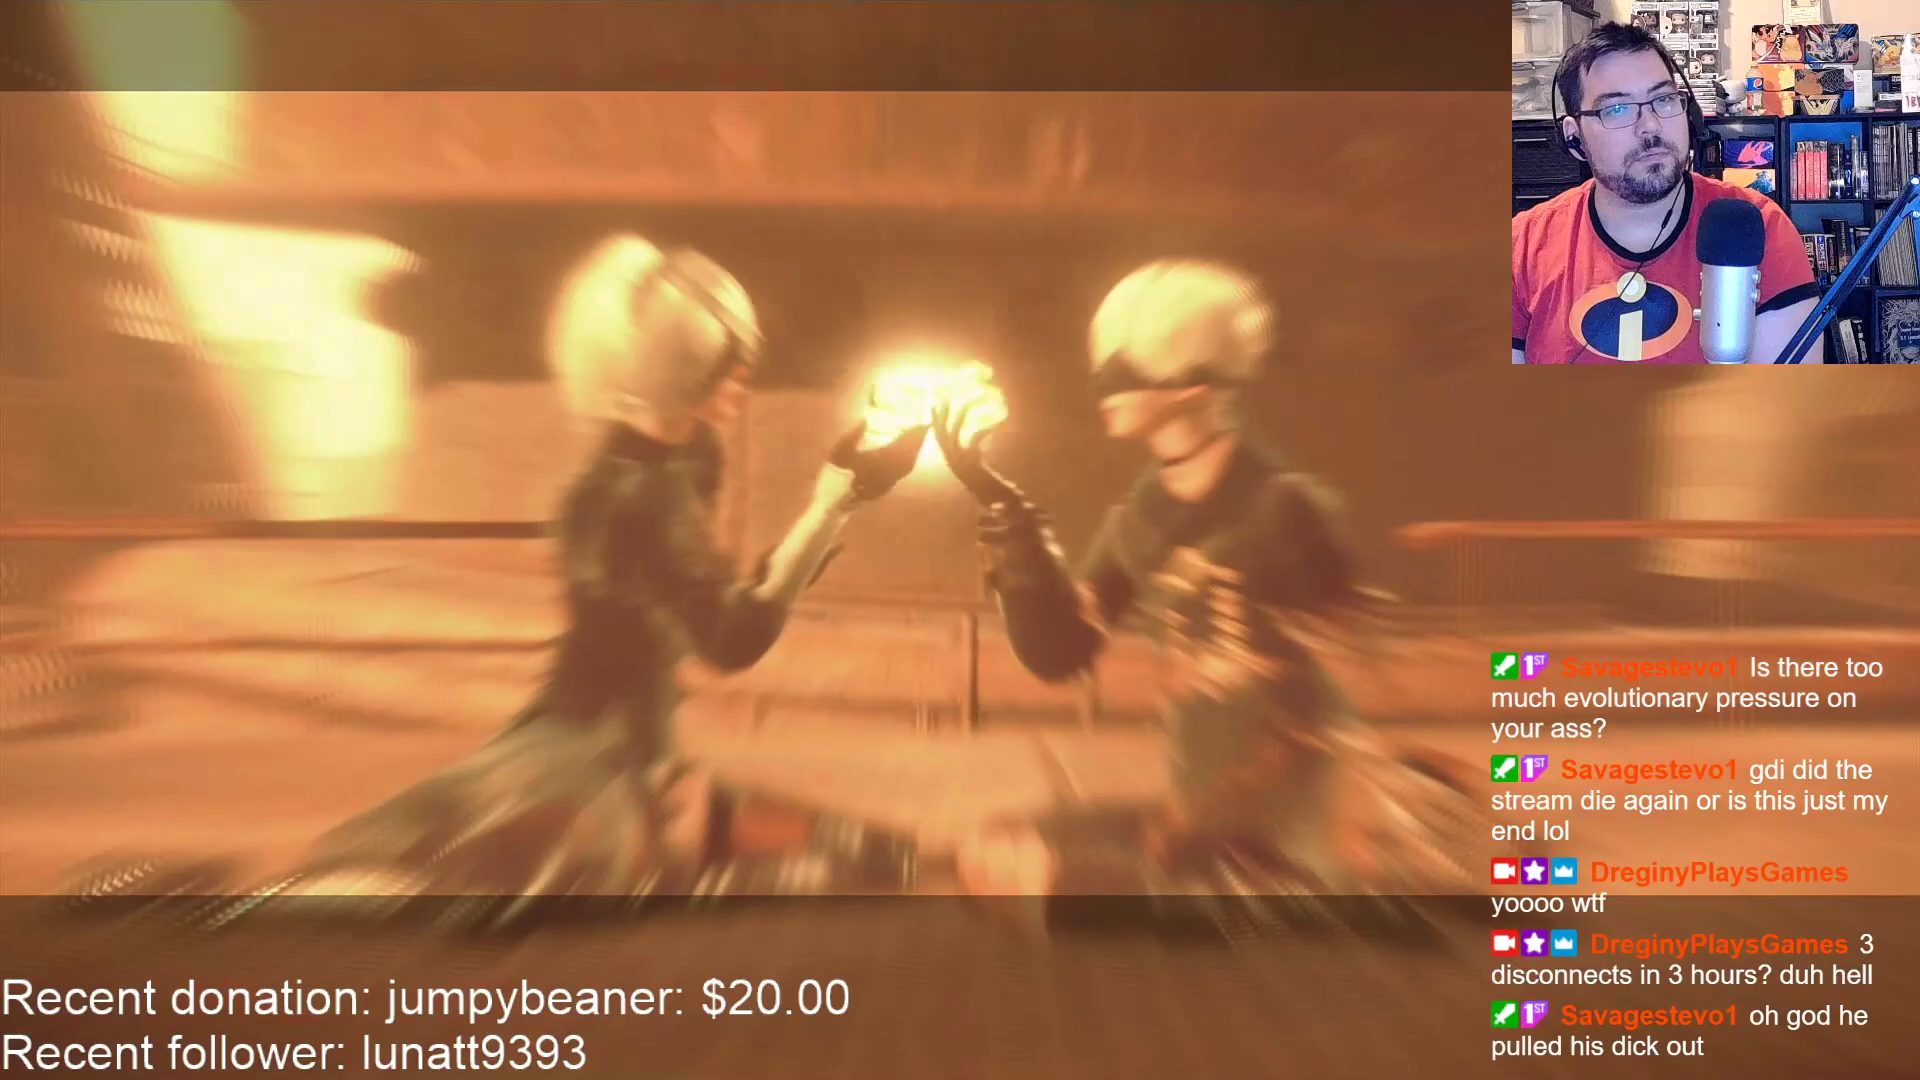 Savagestevo1 Is there too
much evolutionary pressure on
your ass?
Savagestevo1 gdi did the
stream die again or is this just my
end lol
DreginyPlaysGames
yoooo wtf
DreginyPlaysGames 3
disconnects in 3 hours? duh hell
Savagestevo1 oh god he
pulled his dick out
Recent donation: jumpybeaner: $20.00
Recent follower: lunatt9393